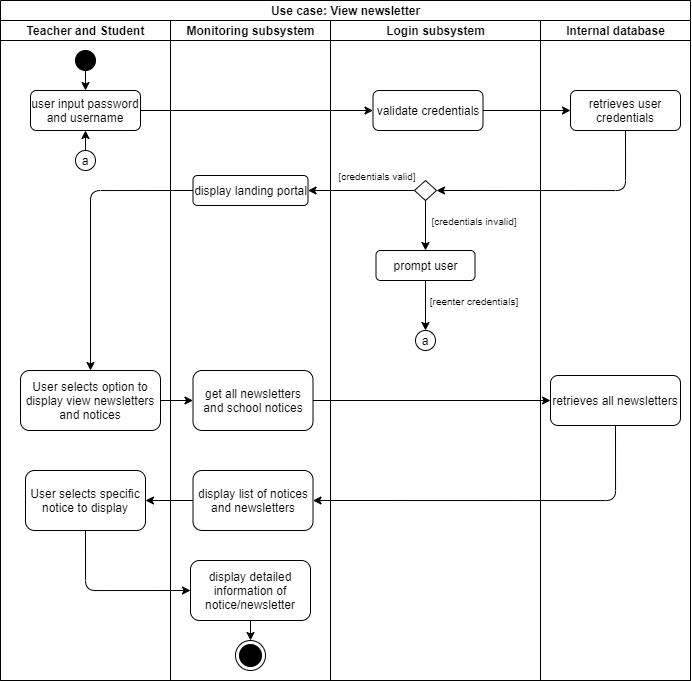 Use case: View newsletter
Teacher and Student
Monitoring subsystem
Login subsystem
Internal database
user input password
and username
validate credentials
retrieves user
credentials
a
display landing portal
[credentials valid]
[credentials invalid]
prompt user
[reenter credentials]
a
User selects option to
display view newsletters
and notices
get all newsletters
and school notices
retrieves all newsletters
User selects specific
notice to display
display list of notices
and newsletters
display detailed
information of
notice/newsletter